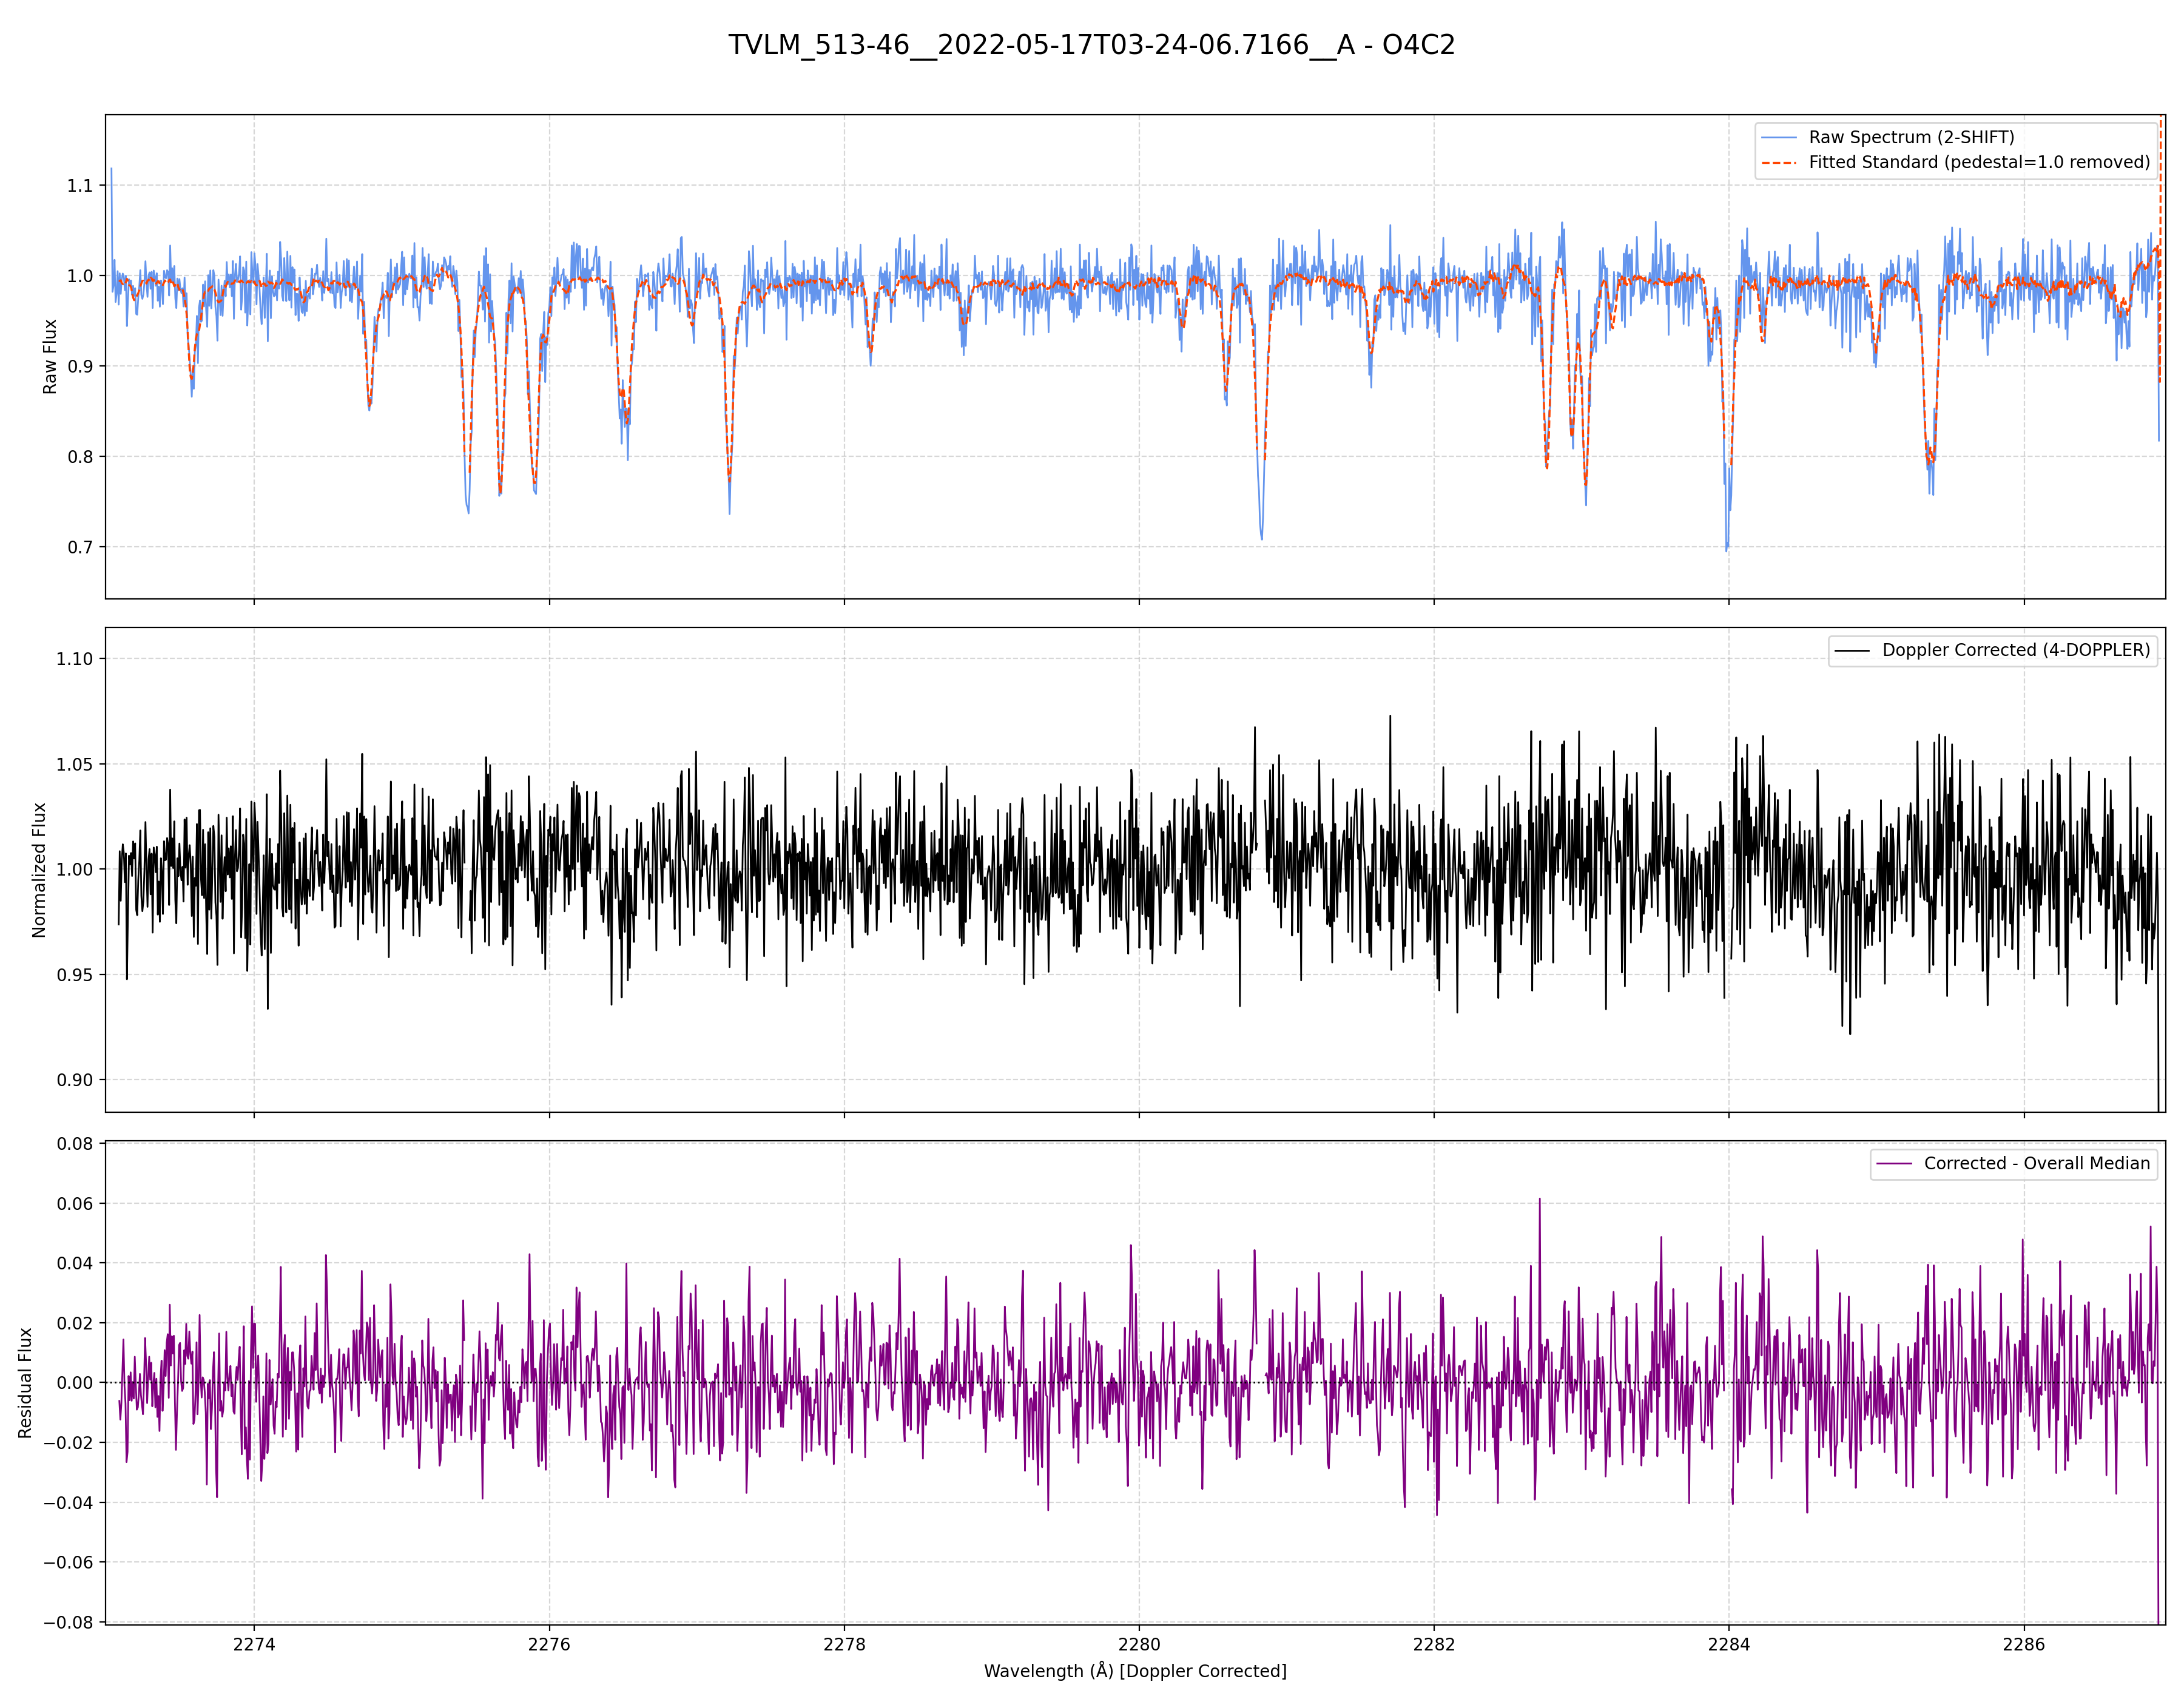 TVLM_513-46__2022-05-17T03-24-06.7166__A - O4C2
Raw Spectrum (2-SHIFT)
Fitted Standard (pedestal=1.0 removed)
Raw Flux
1.1
1.0
0.9
0.8
0.7
Doppler Corrected (4-DOPPLER)
Normalized Flux
1.10
1.05
1.00
0.95
0.90
Corrected - Overall Median
Residual Flux
0.08
0.06
0.04
0.02
0.00
−0.02
−0.04
−0.06
−0.08
2274 2276 2278 2280 2282 2284 2286
Wavelength (Å) [Doppler Corrected]